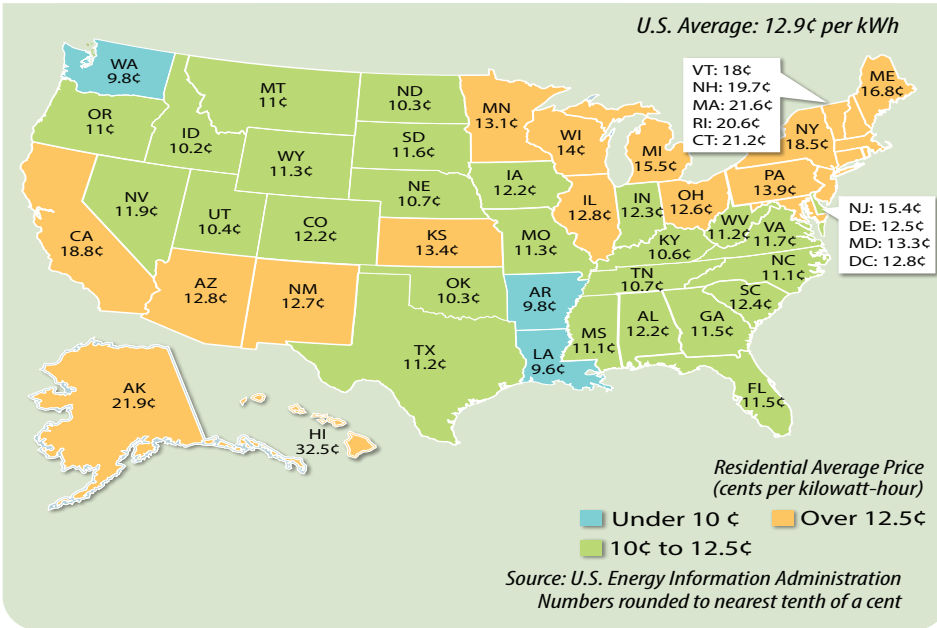 U.S. Average: 12.9¢ per kWh
WA
9.8¢
MT
11¢
ND
10.3¢
MN
13.1¢
VT: 18¢
NH: 19.7¢
MA: 21.6¢
RI: 20.6¢
CT: 21.2¢
ME
16.8¢
OR
11¢
ID
10.2¢
SD
11.6¢
WI
14¢
MI
15.5¢
NY
18.5¢
WY
11.3¢
IA
12.2¢
PA
13.9¢
NV
11.9¢
UT
10.4¢
CO
12.2¢
NE
10.7¢
IL
12.8¢
IN
12.3¢
OH
12.6¢
NJ: 15.4¢
DE: 12.5¢
MD: 13.3¢
DC: 12.8¢
CA
18.8¢
KS
13.4¢
MO
11.3¢
KY
10.6¢
WV
11.2¢
VA
11.7¢
AZ
12.8¢
NM
12.7¢
OK
10.3¢
AR
9.8¢
TN
10.7¢
NC
11.1¢
SC
12.4¢
TX
11.2¢
LA
9.6¢
MS
11.1¢
AL
12.2¢
GA
11.5¢
AK
21.9¢
HI
32.5¢
FL
11.5¢
Residential Average Price
(cents per kilowatt-hour)
Under 10 ¢
Over 12.5¢
10¢ to 12.5¢
Source: U.S. Energy Information Administration
Numbers rounded to nearest tenth of a cent